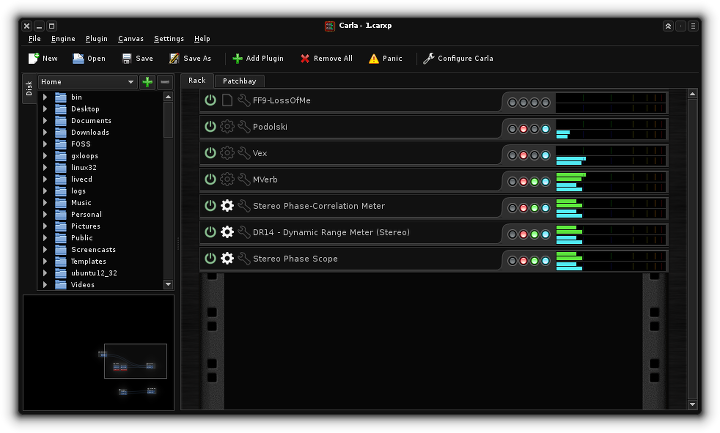 Carla - 1.carxp
File Engine Plugin Canvas Settings Help
New Open Save Save As Add Plugin Remove All Panic Configure Carla
Disk
Home
bin
Desktop
Documents
Downloads
FOSS
gxloops
linux32
livecd
logs
Music
Personal
Pictures
Public
Screencasts
Templates
ubuntu12_32
Videos
Rack Patchbay
FF9-LossOfMe
Podolski
Vex
MVerb
Stereo Phase-Correlation Meter
DR14 - Dynamic Range Meter (Stereo)
Stereo Phase Scope